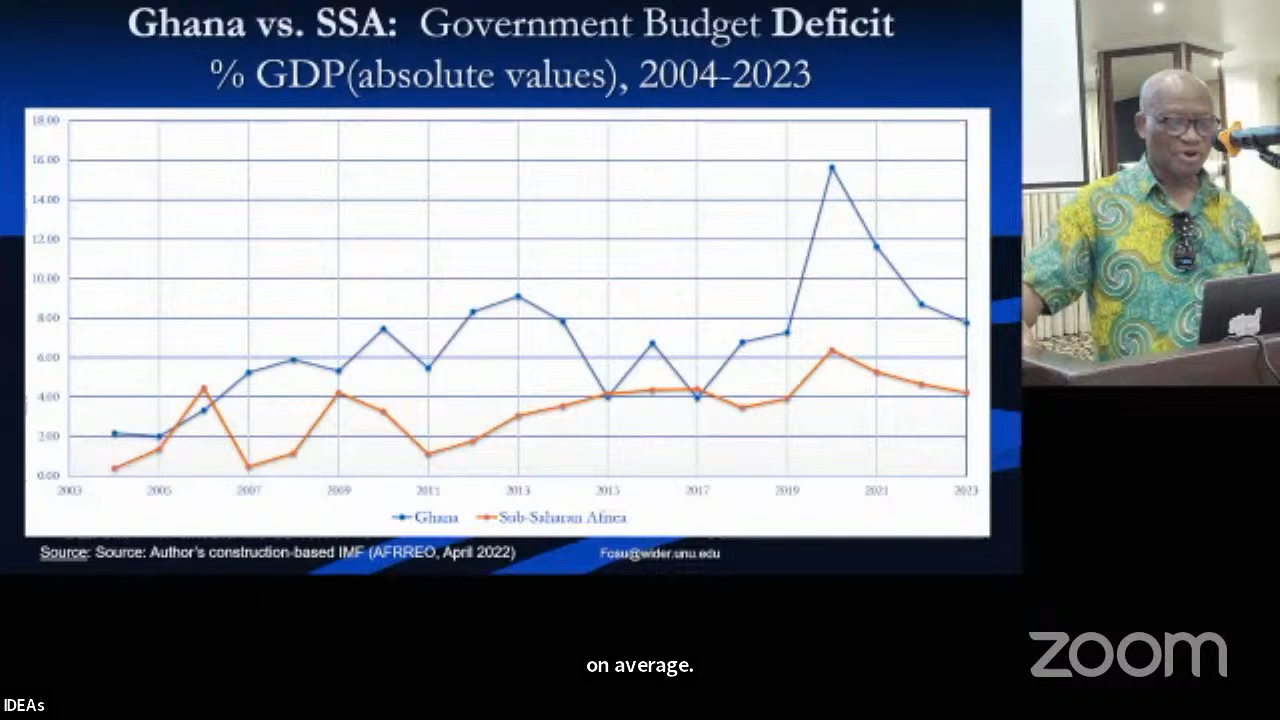 Ghana vs. SSA: Government Budget Deficit
% GDP(absolute values), 2004-2023
18.00
16.00
14.00
12.00
10.00
8.00
6.00
4.00
2.00
0.00
2003 2005 2007 2009 2011 2013 2015 2017 2019 2021 2023
Ghana Sub-Saharan Africa
Source: Source: Author's construction-based IMF (AFRREO, April 2022) Fosu@wider.unu.edu
on average.
zoom
IDEAs